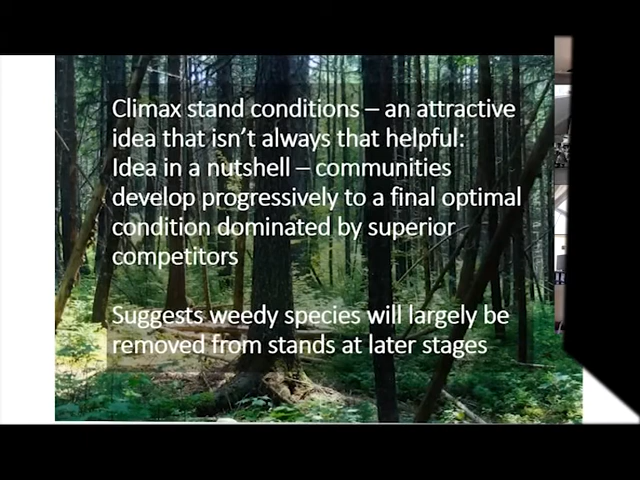 Climax stand conditions – an attractive
idea that isn't always that helpful:
Idea in a nutshell – communities
develop progressively to a final optimal
condition dominated by superior
competitors
Suggests weedy species will largely be
removed from stands at later stages